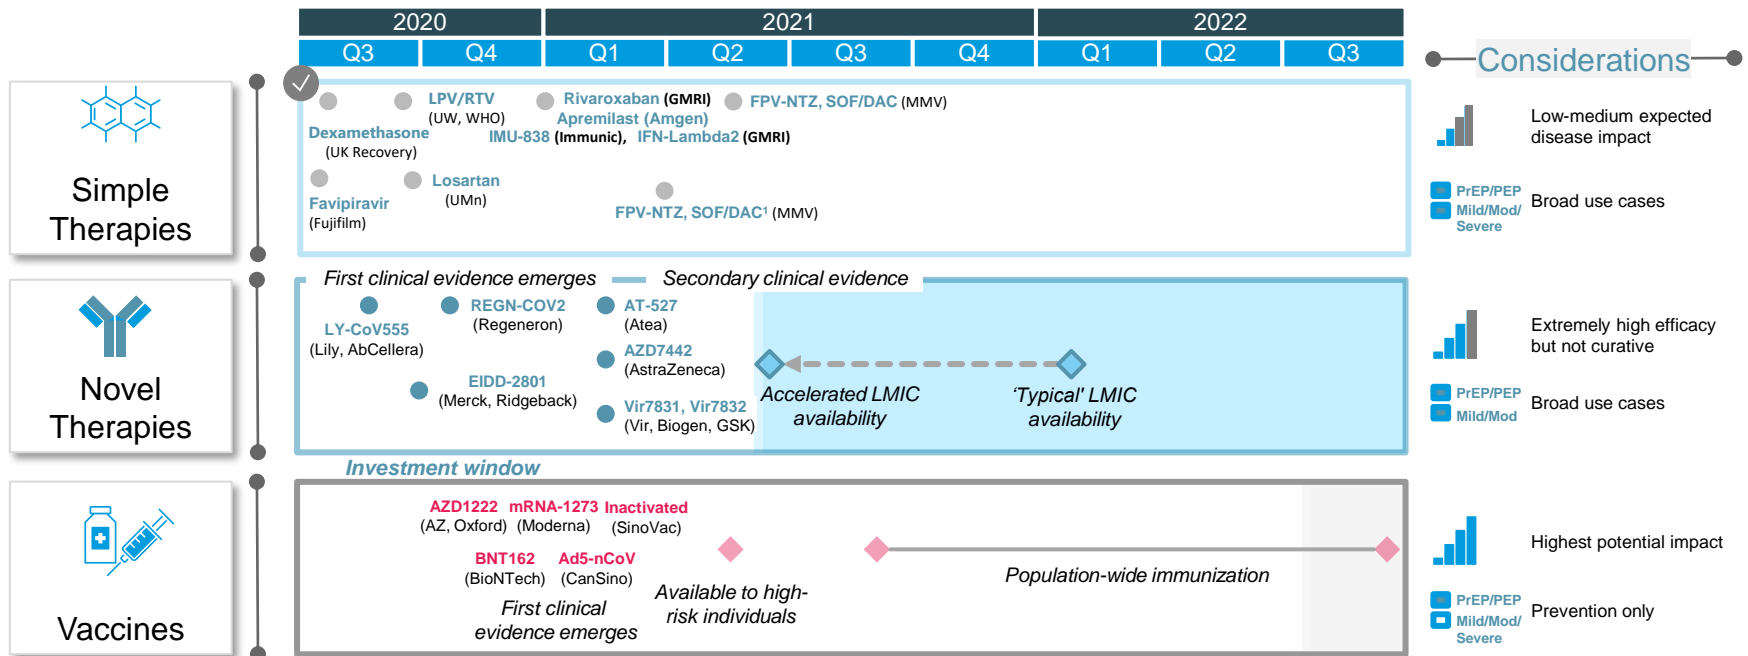 2020
2021
2022
Q3
Q4
Q1
Q2
Q3
Q4
Q1
Q2
Q3
Considerations
Simple
Therapies
Dexamethasone
(UK Recovery)
LPV/RTV
(UW, WHO)
Rivaroxaban (GMRI)
Apremilast (Amgen)
IMU-838 (Immunic), IFN-Lambda2 (GMRI)
FPV-NTZ, SOF/DAC (MMV)
Favipiravir
(Fujifilm)
Losartan
(UMn)
FPV-NTZ, SOF/DAC¹ (MMV)
Low-medium expected
disease impact
PrEP/PEP
Mild/Mod/
Severe
Broad use cases
Novel
Therapies
First clinical evidence emerges
Secondary clinical evidence
LY-CoV555
(Lily, AbCellera)
REGN-COV2
(Regeneron)
EIDD-2801
(Merck, Ridgeback)
AT-527
(Atea)
AZD7442
(AstraZeneca)
Vir7831, Vir7832
(Vir, Biogen, GSK)
Accelerated LMIC
availability
‘Typical' LMIC
availability
Extremely high efficacy
but not curative
PrEP/PEP
Mild/Mod
Broad use cases
Investment window
Vaccines
AZD1222
(AZ, Oxford)
mRNA-1273
(Moderna)
Inactivated
(SinoVac)
BNT162
(BioNTech)
Ad5-nCoV
(CanSino)
First clinical
evidence emerges
Available to high-
risk individuals
Population-wide immunization
Highest potential impact
PrEP/PEP
Mild/Mod/
Severe
Prevention only